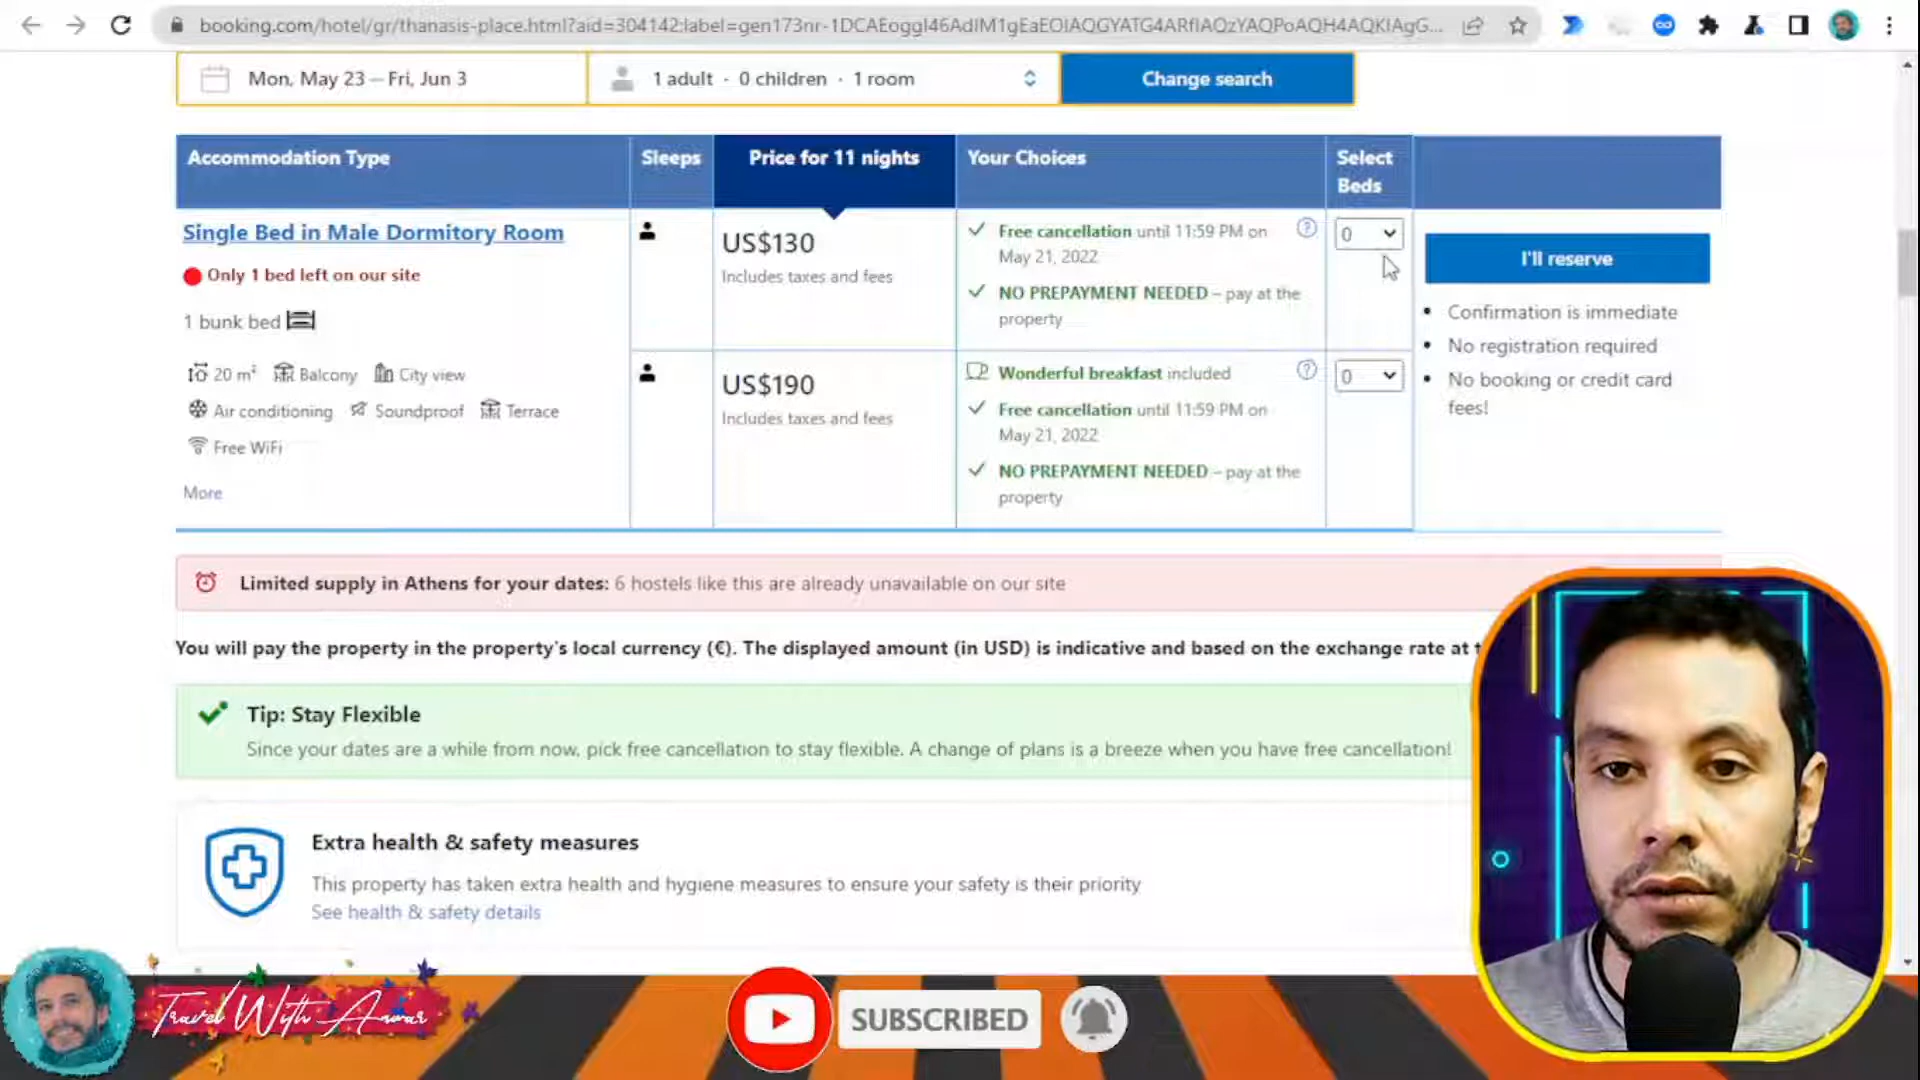 booking.com/hotel/gr/thanasis-place.html?aid=304142;label=gen173nr-1DCAEoggI46AdIM1gEaEOIAQGYATG4ARfIAQzYAQPoAQH4AQKIAgG...
Mon, May 23 — Fri, Jun 3
1 adult · 0 children · 1 room
Change search
Accommodation Type
Sleeps
Price for 11 nights
Your Choices
Select
Beds
Single Bed in Male Dormitory Room
Only 1 bed left on our site
1 bunk bed
20 m² Balcony City view
Air conditioning Soundproof Terrace
Free WiFi
More
US$130
Includes taxes and fees
Free cancellation until 11:59 PM on
May 21, 2022
NO PREPAYMENT NEEDED – pay at the
property
0
US$190
Includes taxes and fees
Wonderful breakfast included
Free cancellation until 11:59 PM on
May 21, 2022
NO PREPAYMENT NEEDED – pay at the
property
0
I'll reserve
• Confirmation is immediate
• No registration required
• No booking or credit card
fees!
Limited supply in Athens for your dates: 6 hostels like this are already unavailable on our site
You will pay the property in the property's local currency (€). The displayed amount (in USD) is indicative and based on the exchange rate at t
Tip: Stay Flexible
Since your dates are a while from now, pick free cancellation to stay flexible. A change of plans is a breeze when you have free cancellation!
Extra health & safety measures
This property has taken extra health and hygiene measures to ensure your safety is their priority
See health & safety details
Travel With Anwar
SUBSCRIBED